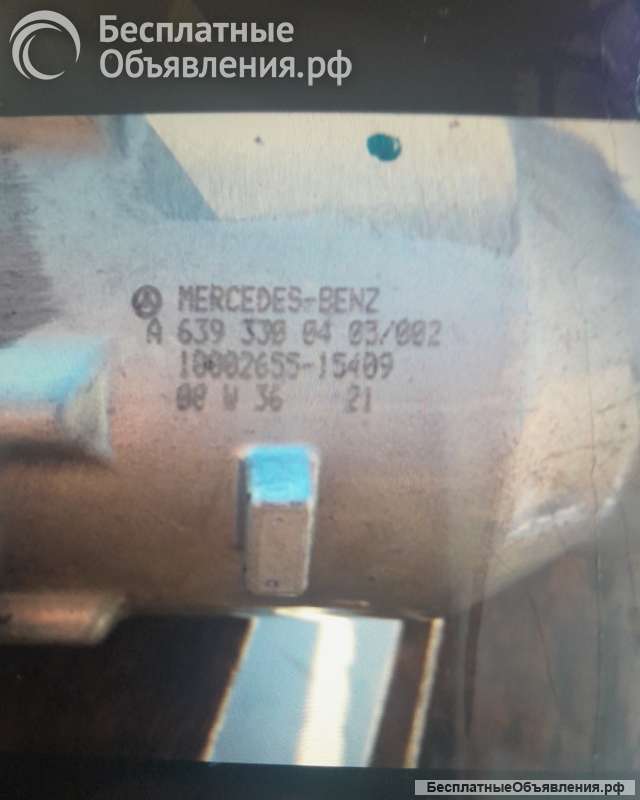 Бесплатные
Объявления.рф
MERCEDES-BENZ
A 639 330 04 03/002
10002655-15409
00 W 36 21
БесплатныеОбъявления.рф